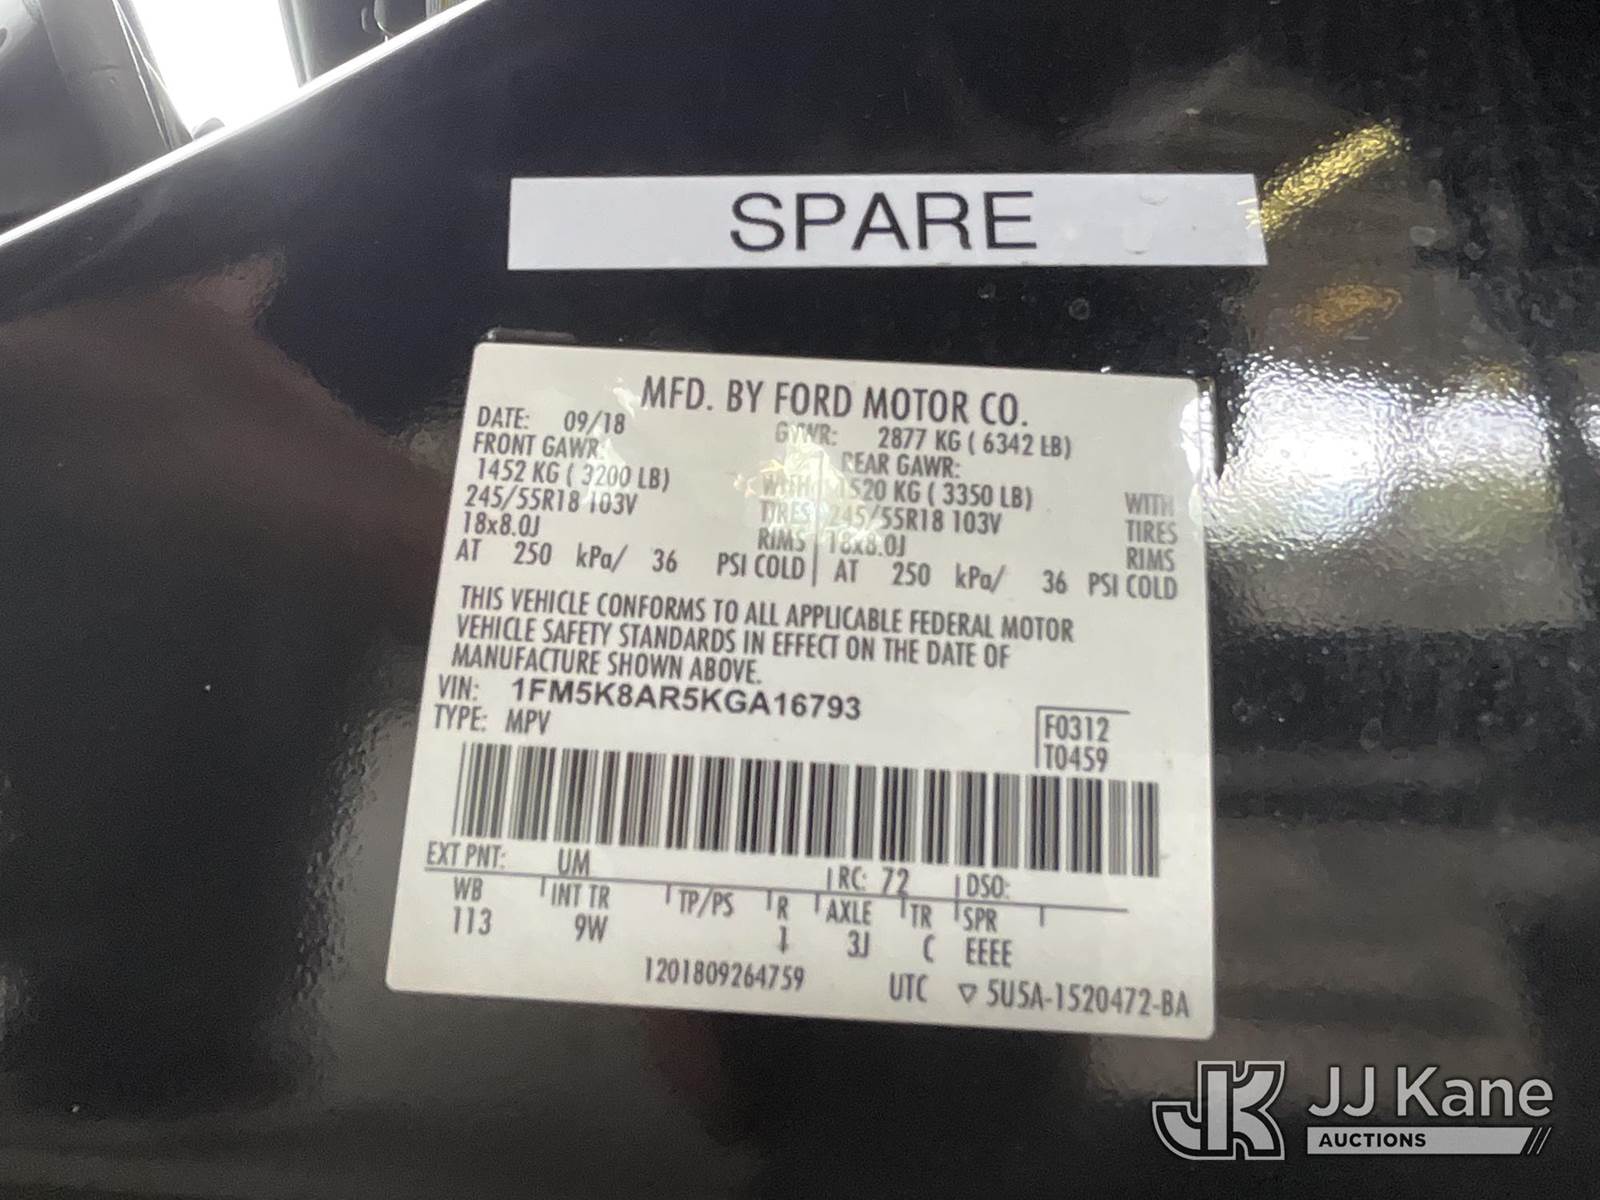 SPARE
MFD. BY FORD MOTOR CO.
DATE: 09/18 GVWR: 2877 KG ( 6342 LB)
FRONT GAWR: REAR GAWR:
1452 KG ( 3200 LB) WITH 1520 KG ( 3350 LB) WITH
245/55R18 103V TIRES 245/55R18 103V TIRES
18x8.0J RIMS 18x8.0J RIMS
AT 250 kPa/ 36 PSI COLD AT 250 kPa/ 36 PSI COLD
THIS VEHICLE CONFORMS TO ALL APPLICABLE FEDERAL MOTOR
VEHICLE SAFETY STANDARDS IN EFFECT ON THE DATE OF
MANUFACTURE SHOWN ABOVE.
VIN: 1FM5K8AR5KGA16793
TYPE: MPV
F0312
T0459
EXT PNT: UM RC: 72 DSO:
WB INT TR TP/PS R AXLE TR SPR
113 9W 1 3J C EEEE
1201809264759 UTC ▽ 5U5A-1520472-BA
JK JJ Kane
AUCTIONS